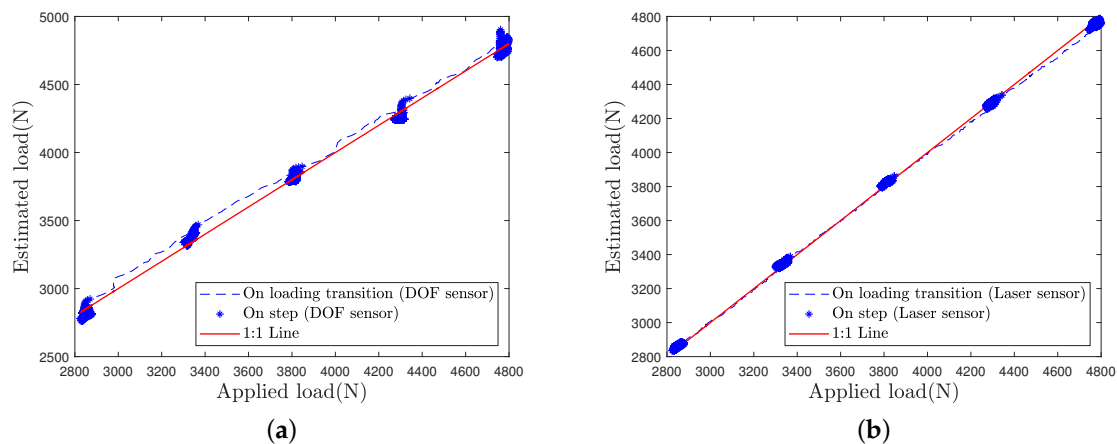 5000
4500
4000
3500
3000
2500
Estimated load(N)
On loading transition (DOF sensor)
On step (DOF sensor)
1:1 Line
2800 3000 3200 3400 3600 3800 4000 4200 4400 4600 4800
Applied load(N)
(a)
4800
4600
4400
4200
4000
3800
3600
3400
3200
3000
2800
Estimated load(N)
On loading transition (Laser sensor)
On step (Laser sensor)
1:1 Line
2800 3000 3200 3400 3600 3800 4000 4200 4400 4600 4800
Applied load(N)
(b)